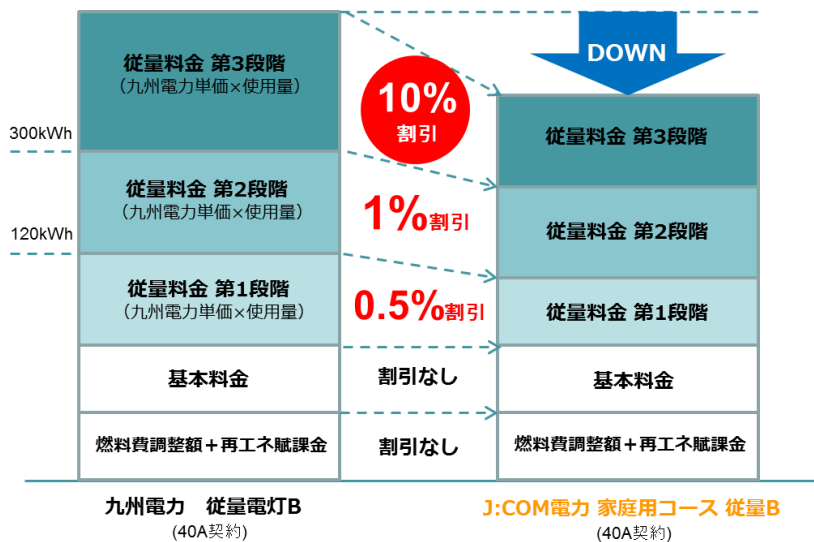 従量料金 第3段階
（九州電力単価×使用量）
300kWh
従量料金 第2段階
（九州電力単価×使用量）
120kWh
従量料金 第1段階
（九州電力単価×使用量）
基本料金
燃料費調整額＋再エネ賦課金
九州電力　従量電灯B
(40A契約)
10%
割引
1%割引
0.5%割引
割引なし
割引なし
DOWN
従量料金 第3段階
従量料金 第2段階
従量料金 第1段階
基本料金
燃料費調整額＋再エネ賦課金
J:COM電力 家庭用コース 従量B
(40A契約)